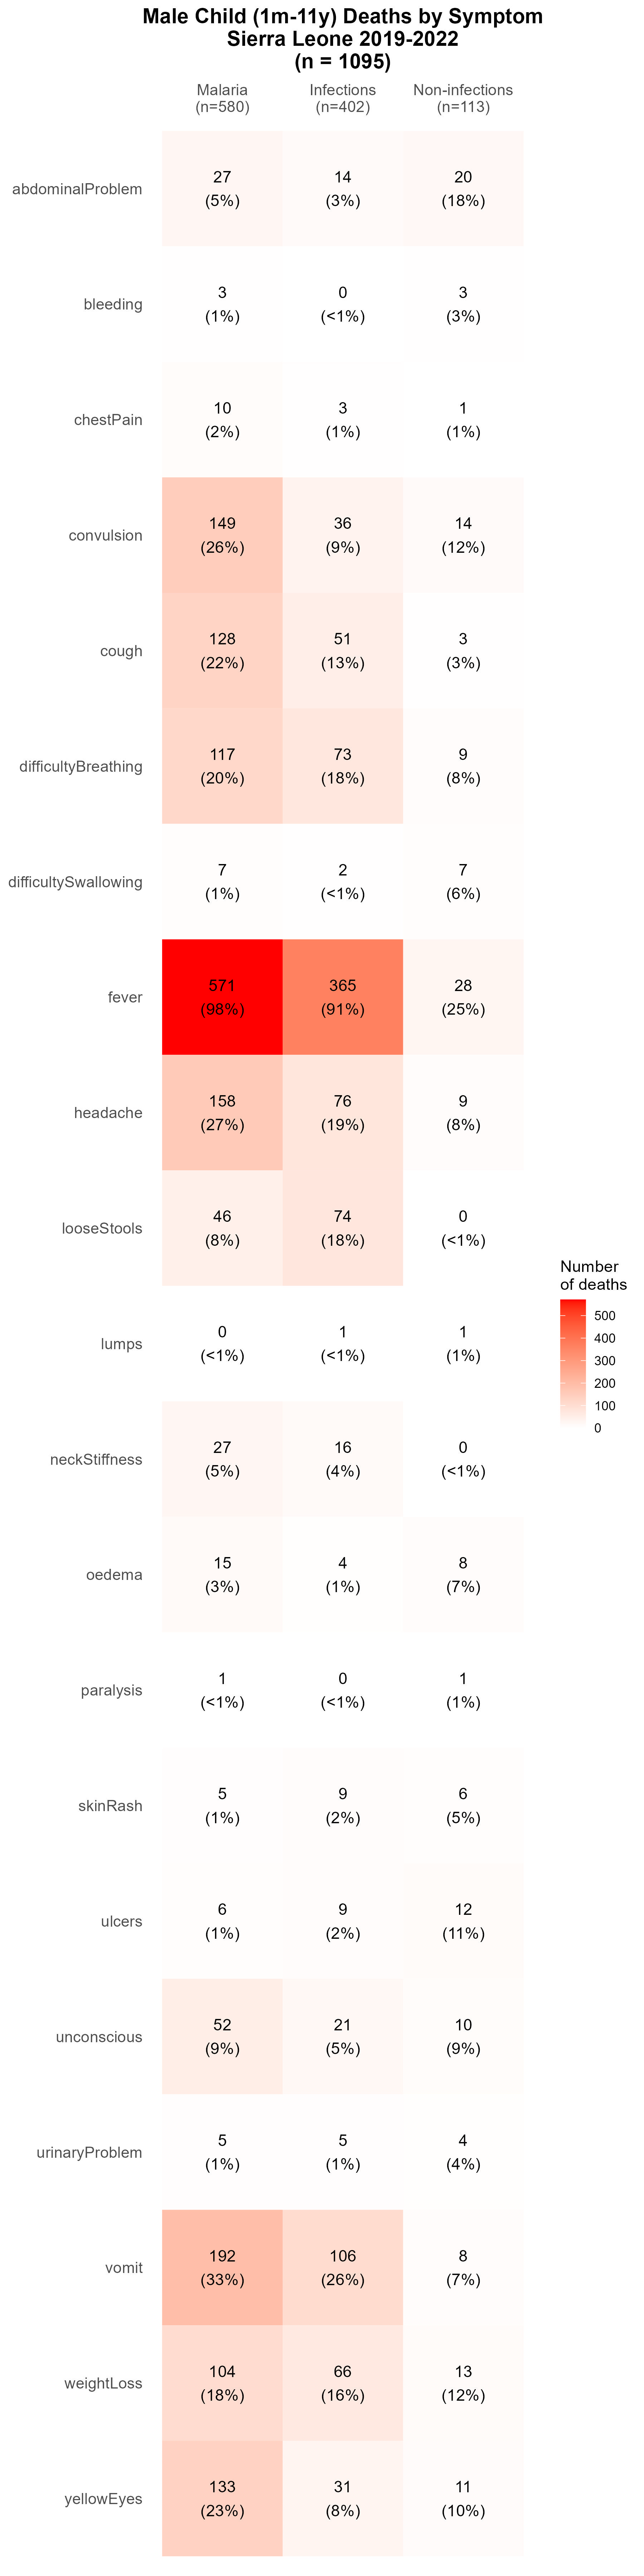 Male Child (1m-11y) Deaths by Symptom
Sierra Leone 2019-2022
(n = 1095)
Malaria Infections Non-infections
(n=580) (n=402) (n=113)
abdominalProblem
27 14 20
(5%) (3%) (18%)
bleeding
3 0 3
(1%) (<1%) (3%)
chestPain
10 3 1
(2%) (1%) (1%)
convulsion
149 36 14
(26%) (9%) (12%)
cough
128 51 3
(22%) (13%) (3%)
difficultyBreathing
117 73 9
(20%) (18%) (8%)
difficultySwallowing
7 2 7
(1%) (<1%) (6%)
fever
571 365 28
(98%) (91%) (25%)
headache
158 76 9
(27%) (19%) (8%)
looseStools
46 74 0
(8%) (18%) (<1%)
lumps
0 1 1
(<1%) (<1%) (1%)
neckStiffness
27 16 0
(5%) (4%) (<1%)
oedema
15 4 8
(3%) (1%) (7%)
paralysis
1 0 1
(<1%) (<1%) (1%)
skinRash
5 9 6
(1%) (2%) (5%)
ulcers
6 9 12
(1%) (2%) (11%)
unconscious
52 21 10
(9%) (5%) (9%)
urinaryProblem
5 5 4
(1%) (1%) (4%)
vomit
192 106 8
(33%) (26%) (7%)
weightLoss
104 66 13
(18%) (16%) (12%)
yellowEyes
133 31 11
(23%) (8%) (10%)
Number
of deaths
500
400
300
200
100
0